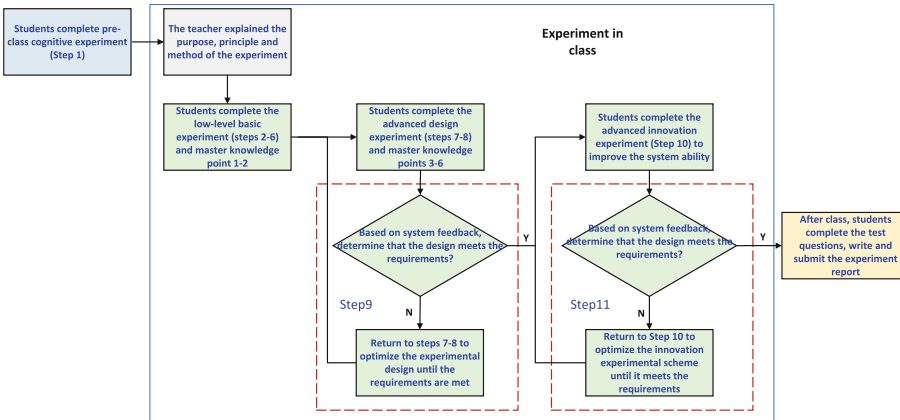 Students complete pre-
class cognitive experiment
(Step 1)
The teacher explained the
purpose, principle and
method of the experiment
Experiment in
class
Students complete the
low-level basic
experiment (steps 2-6)
and master knowledge
point 1-2
Students complete the
advanced design
experiment (steps 7-8)
and master knowledge
points 3-6
Students complete the
advanced innovation
experiment (Step 10) to
improve the system ability
Based on system feedback,
determine that the design meets the
requirements?
Y
Step9
N
Return to steps 7-8 to
optimize the experimental
design until the
requirements are met
Based on system feedback,
determine that the design meets the
requirements?
Y
Step11
N
Return to Step 10 to
optimize the innovation
experimental scheme
until it meets the
requirements
After class, students
complete the test
questions, write and
submit the experiment
report